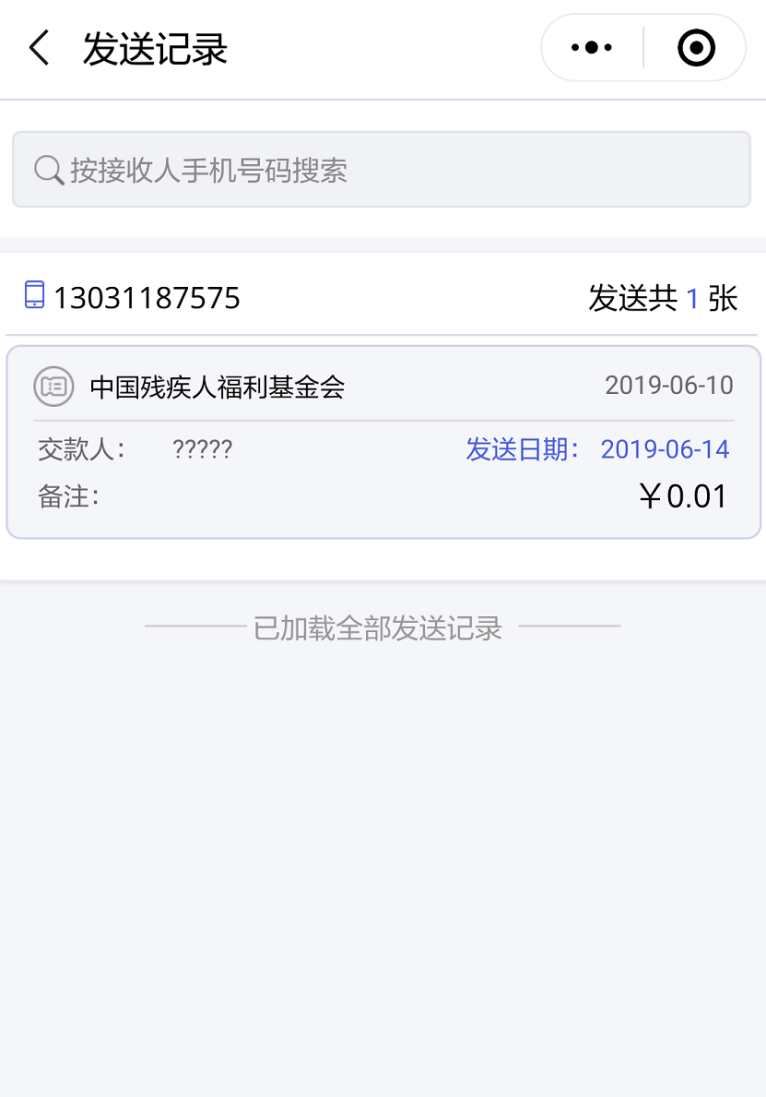 发送记录
按接收人手机号码搜索
13031187575 发送共 1 张
中国残疾人福利基金会 2019-06-10
交款人： ????? 发送日期： 2019-06-14
备注： ￥0.01
已加载全部发送记录